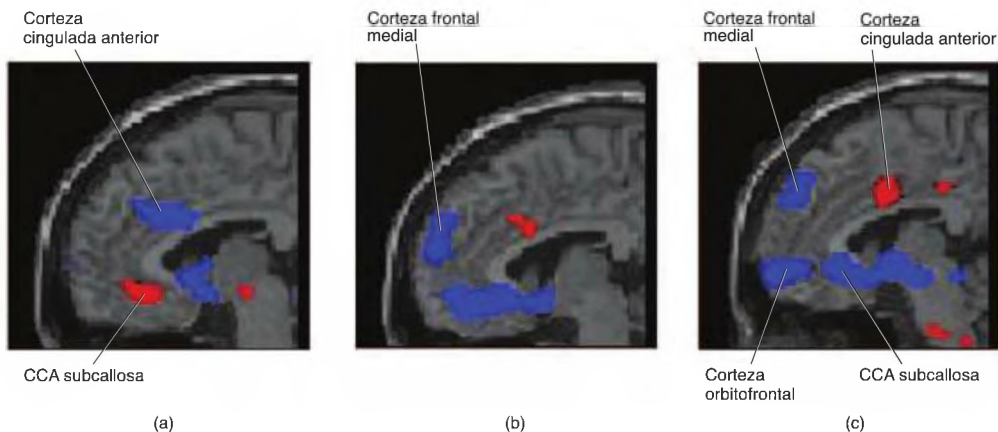 Corteza
cingulada anterior
CCA subcallosa
(a)
Corteza frontal
medial
(b)
Corteza frontal
medial
Corteza
cingulada anterior
Corteza
orbitofrontal
CCA subcallosa
(c)